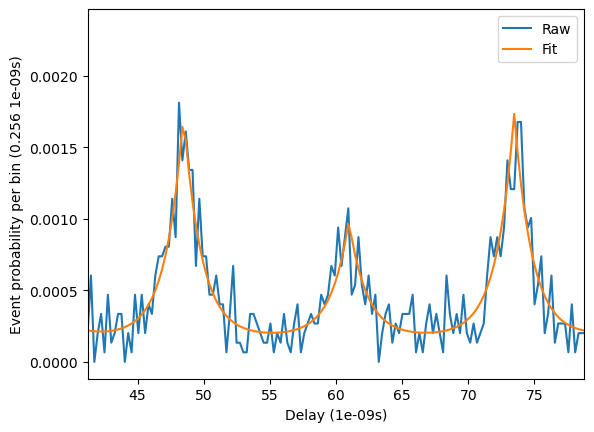 Raw
Fit
Event probability per bin (0.256 1e-09s)
0.0020
0.0015
0.0010
0.0005
0.0000
45 50 55 60 65 70 75
Delay (1e-09s)